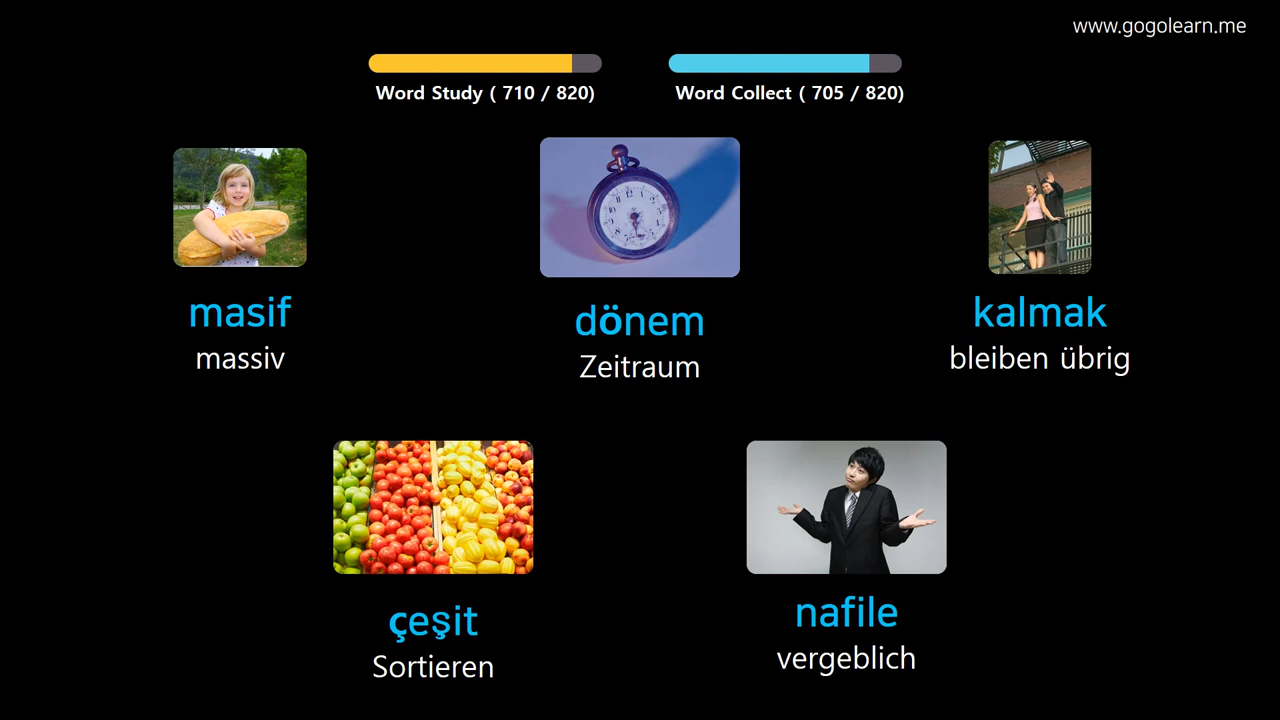 www.gogolearn.me
Word Study ( 710 / 820)
Word Collect ( 705 / 820)
masif
massiv
dönem
Zeitraum
kalmak
bleiben übrig
çeşit
Sortieren
nafile
vergeblich